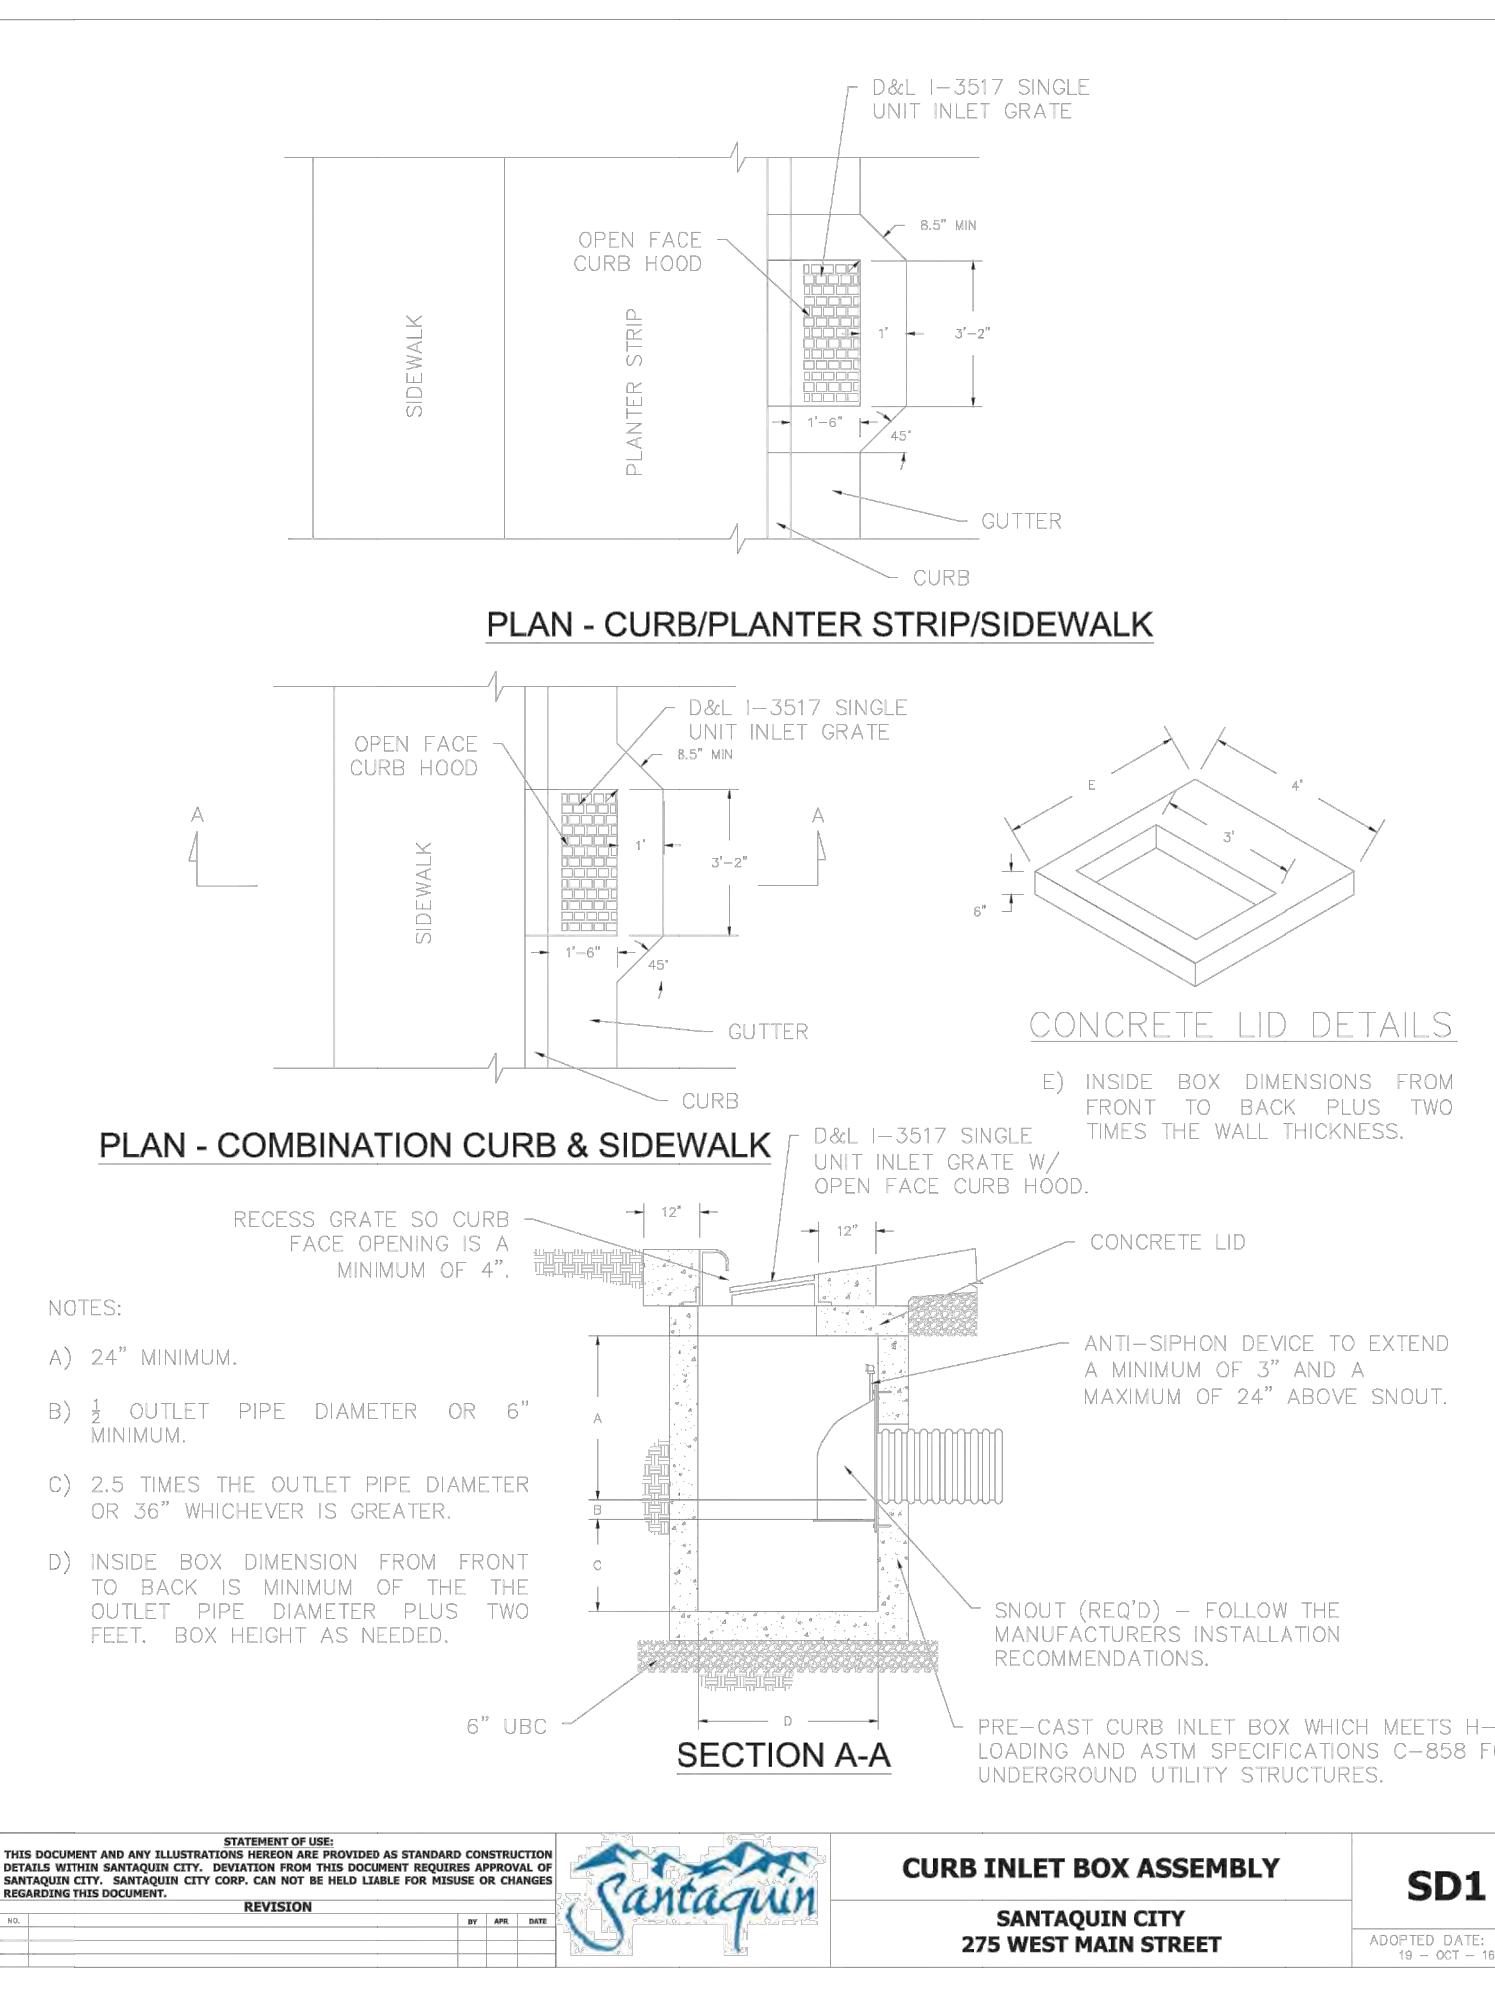 D&L I-3517 SINGLE
UNIT INLET GRATE
8.5" MIN
OPEN FACE
CURB HOOD
SIDEWALK
PLANTER STRIP
1'
3'-2"
1'-6"
45°
GUTTER
CURB
PLAN - CURB/PLANTER STRIP/SIDEWALK
D&L I-3517 SINGLE
UNIT INLET GRATE
8.5" MIN
OPEN FACE
CURB HOOD
A
A
SIDEWALK
1'
3'-2"
1'-6"
45°
GUTTER
CURB
PLAN - COMBINATION CURB & SIDEWALK
E
4'
3'
6"
CONCRETE LID DETAILS
E) INSIDE BOX DIMENSIONS FROM
FRONT TO BACK PLUS TWO
TIMES THE WALL THICKNESS.
D&L I-3517 SINGLE
UNIT INLET GRATE W/
OPEN FACE CURB HOOD.
RECESS GRATE SO CURB
FACE OPENING IS A
MINIMUM OF 4".
12"
12"
CONCRETE LID
NOTES:
A) 24" MINIMUM.
B) ½ OUTLET PIPE DIAMETER OR 6"
MINIMUM.
C) 2.5 TIMES THE OUTLET PIPE DIAMETER
OR 36" WHICHEVER IS GREATER.
D) INSIDE BOX DIMENSION FROM FRONT
TO BACK IS MINIMUM OF THE THE
OUTLET PIPE DIAMETER PLUS TWO
FEET. BOX HEIGHT AS NEEDED.
ANTI-SIPHON DEVICE TO EXTEND
A MINIMUM OF 3" AND A
MAXIMUM OF 24" ABOVE SNOUT.
A
B
C
D
SNOUT (REQ'D) - FOLLOW THE
MANUFACTURERS INSTALLATION
RECOMMENDATIONS.
6" UBC
PRE-CAST CURB INLET BOX WHICH MEETS H-
LOADING AND ASTM SPECIFICATIONS C-858
UNDERGROUND UTILITY STRUCTURES.
SECTION A-A
STATEMENT OF USE:
THIS DOCUMENT AND ANY ILLUSTRATIONS HEREON ARE PROVIDED AS STANDARD CONSTRUCTION
DETAILS WITHIN SANTAQUIN CITY. DEVIATION FROM THIS DOCUMENT REQUIRES APPROVAL OF
SANTAQUIN CITY. SANTAQUIN CITY CORP. CAN NOT BE HELD LIABLE FOR MISUSE OR CHANGES
REGARDING THIS DOCUMENT.
REVISION
NO. BY APR. DATE
Santaquin
CURB INLET BOX ASSEMBLY
SANTAQUIN CITY
275 WEST MAIN STREET
SD1
ADOPTED DATE:
19 - OCT - 16